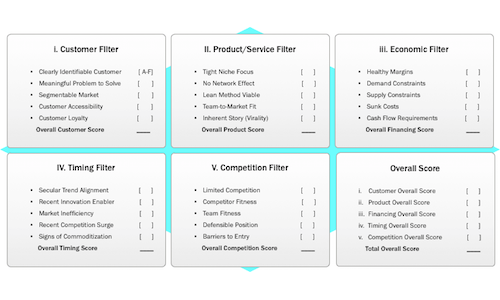 i. Customer Filter
Clearly Identifiable Customer [ A-F]
Meaningful Problem to Solve [ ]
Segmentable Market [ ]
Customer Accessibility [ ]
Customer Loyalty [ ]
Overall Customer Score ____
II. Product/Service Filter
Tight Niche Focus [ ]
No Network Effect [ ]
Lean Method Viable [ ]
Team-to-Market Fit [ ]
Inherent Story (Virality) [ ]
Overall Product Score ____
iii. Economic Filter
Healthy Margins [ ]
Demand Constraints [ ]
Supply Constraints [ ]
Sunk Costs [ ]
Cash Flow Requirements [ ]
Overall Financing Score ____
IV. Timing Filter
Secular Trend Alignment [ ]
Recent Innovation Enabler [ ]
Market Inefficiency [ ]
Recent Competition Surge [ ]
Signs of Commoditization [ ]
Overall Timing Score ____
V. Competition Filter
Limited Competition [ ]
Competitor Fitness [ ]
Team Fitness [ ]
Defensible Position [ ]
Barriers to Entry [ ]
Overall Competition Score ____
Overall Score
i. Customer Overall Score [ ]
ii. Product Overall Score [ ]
iii. Financing Overall Score [ ]
iv. Timing Overall Score [ ]
v. Competition Overall Score [ ]
Total Overall Score ____